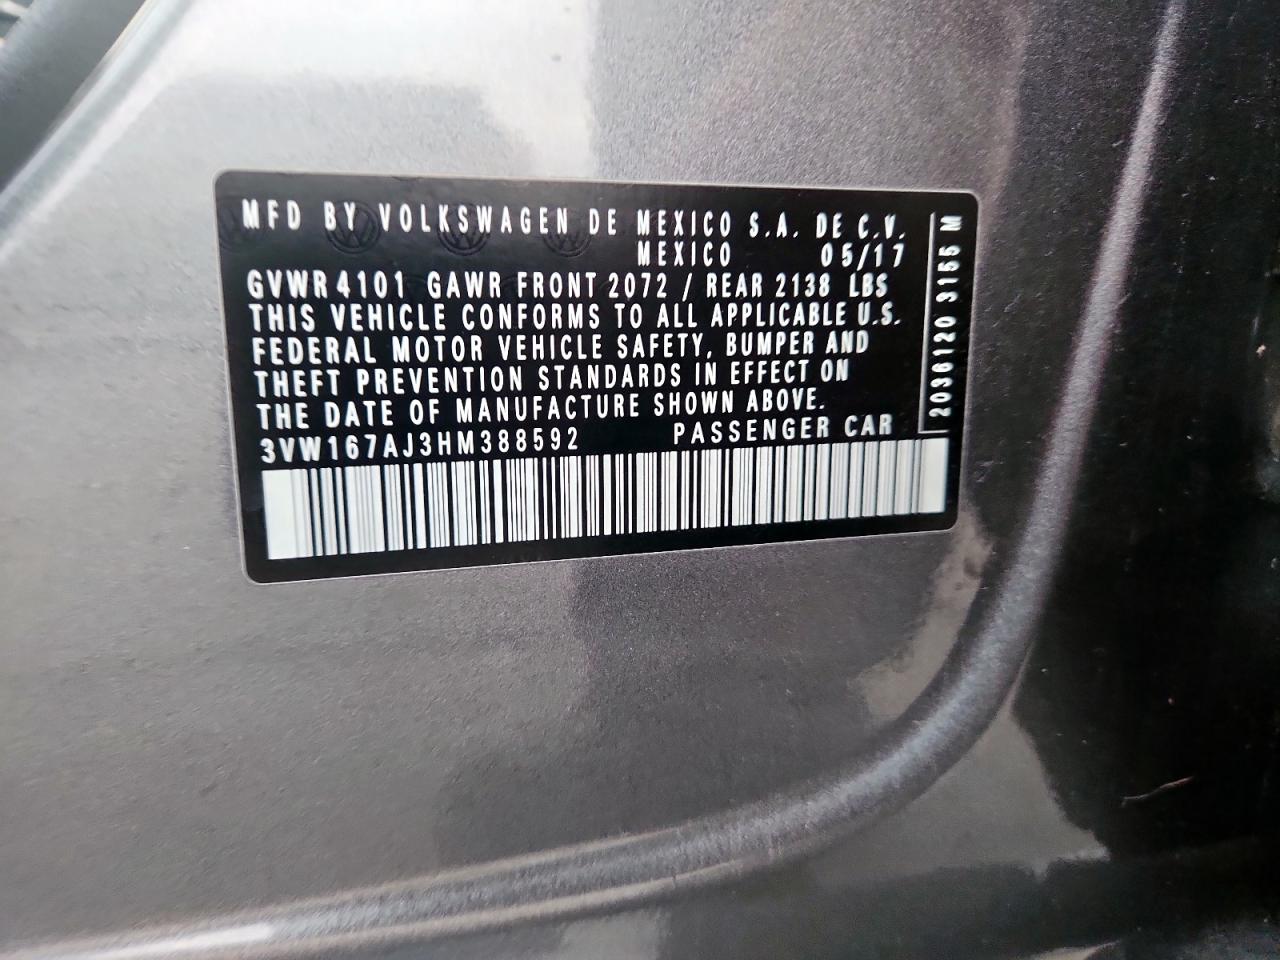 MFD BY VOLKSWAGEN DE MEXICO S.A. DE C.V.
MEXICO 05/17
GVWR 4101 GAWR FRONT 2072 / REAR 2138 LBS
THIS VEHICLE CONFORMS TO ALL APPLICABLE U.S.
FEDERAL MOTOR VEHICLE SAFETY, BUMPER AND
THEFT PREVENTION STANDARDS IN EFFECT ON
THE DATE OF MANUFACTURE SHOWN ABOVE.
3VW167AJ3HM388592 PASSENGER CAR
2036120 3155 M